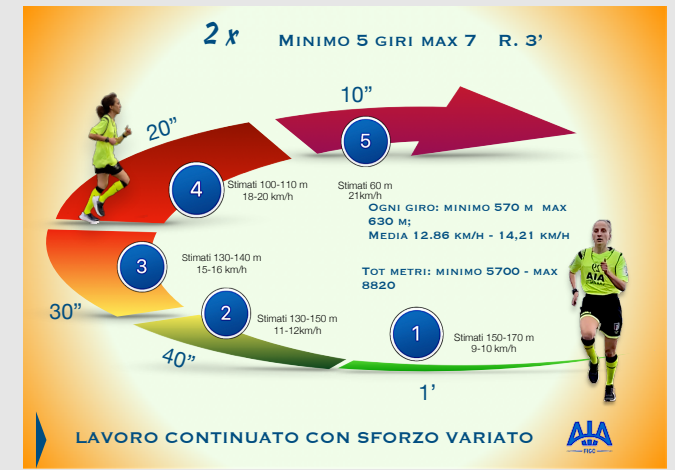 2 x MINIMO 5 GIRI MAX 7 R. 3'
10”
20”
5
4
Stimati 100-110 m
18-20 km/h
Stimati 60 m
21km/h
OGNI GIRO: MINIMO 570 M MAX
630 M;
MEDIA 12.86 KM/H - 14,21 KM/H
3
Stimati 130-140 m
15-16 km/h
TOT METRI: MINIMO 5700 - MAX
8820
30”
2
Stimati 130-150 m
11-12km/h
1
Stimati 150-170 m
9-10 km/h
40”
1'
LAVORO CONTINUATO CON SFORZO VARIATO
AIA
FIGC
AIA